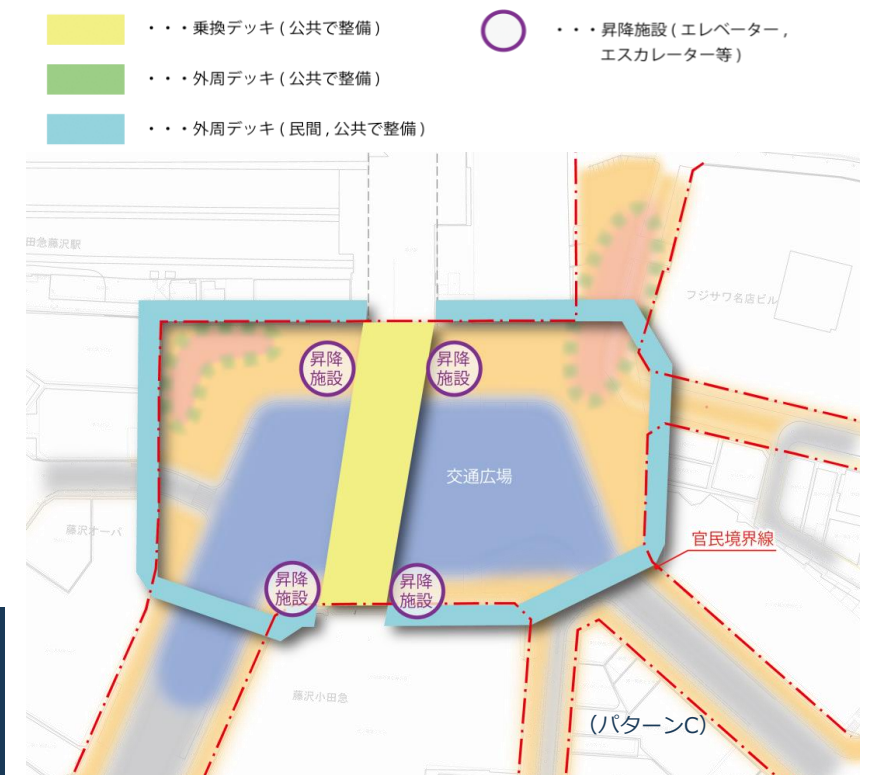 ・・・乗換デッキ(公共で整備)
・・・昇降施設(エレベーター,
エスカレーター等)
・・・外周デッキ(公共で整備)
・・・外周デッキ(民間,公共で整備)
田急藤沢駅
フジサワ名店ビル
昇降
施設
昇降
施設
交通広場
藤沢オーパ
官民境界線
昇降
施設
昇降
施設
藤沢小田急
(パターンC)